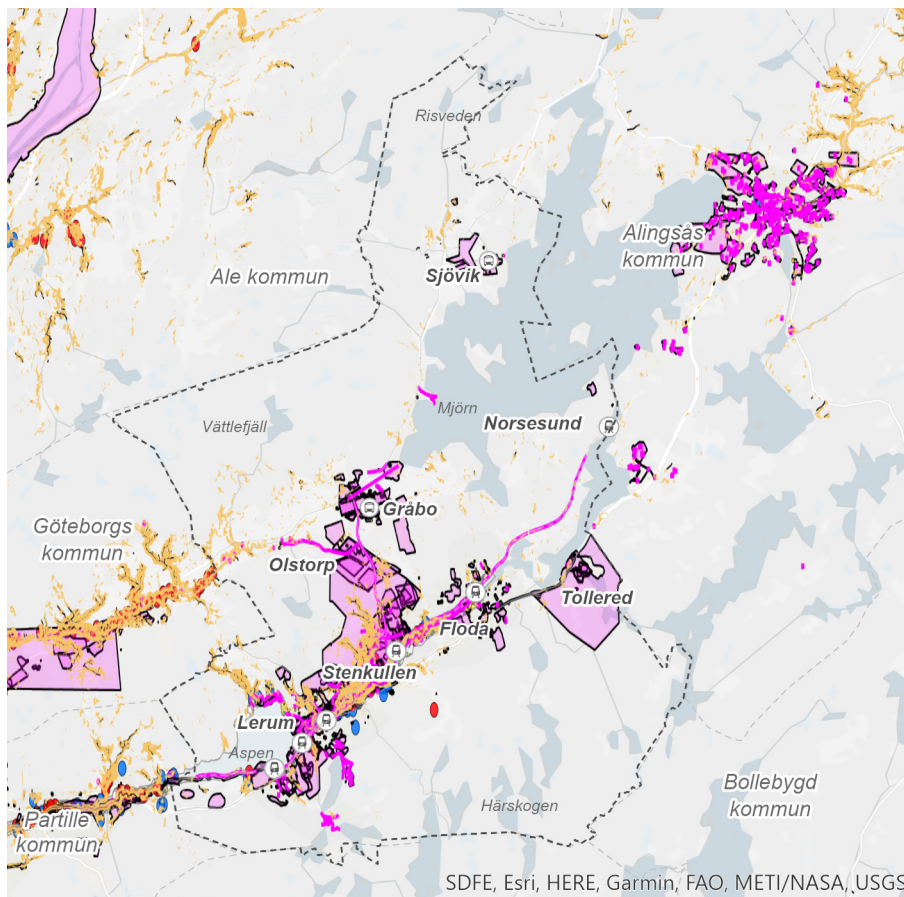 Risveden
Alingsås
kommun
Ale kommun
Sjövik
Mjörn
Vättlefjäll
Norsesund
Gråbo
Göteborgs
kommun
Olstorp
Tollered
Floda
Stenkullen
Lerum
Aspen
Bollebygd
kommun
Härskogen
Partille
kommun
SDFE, Esri, HERE, Garmin, FAO, METI/NASA, USGS